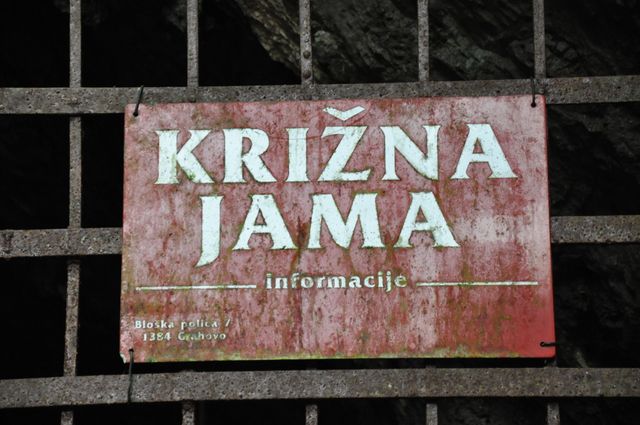 KRIŽNA
JAMA
informacije
Bloška polica 7
1384 Grahovo